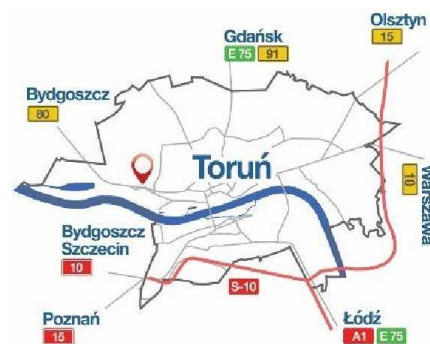 Olsztyn
15
Gdańsk
E 75 91
Bydgoszcz
80
Toruń
10
Warszawa
Bydgoszcz
Szczecin
10
S-10
Poznań
15
Łódź
A1 E 75